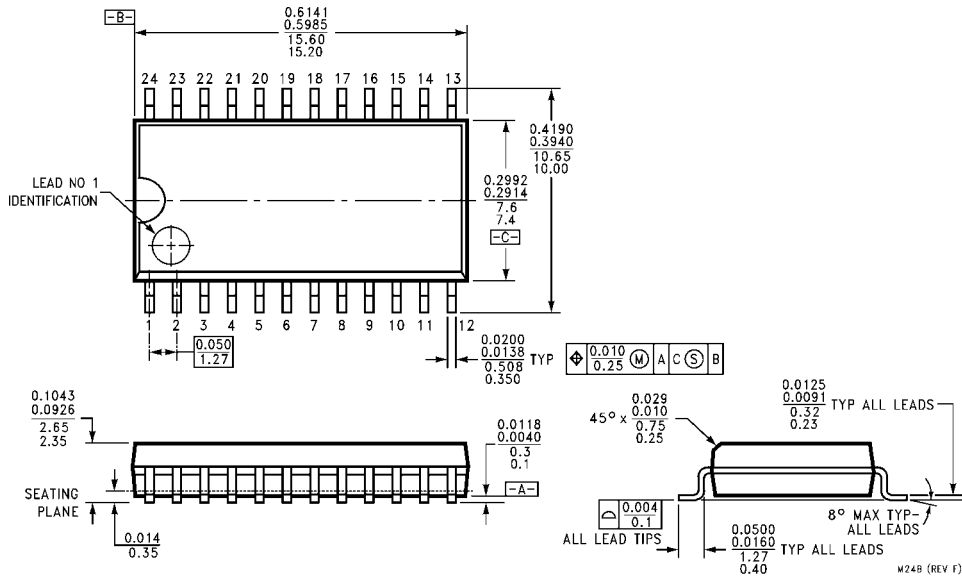 -B-
0.6141
0.5985
15.60
15.20
24 23 22 21 20 19 18 17 16 15 14 13
LEAD NO 1
IDENTIFICATION
0.2992
0.2914
7.6
7.4
-C-
0.4190
0.3940
10.65
10.00
1 2 3 4 5 6 7 8 9 10 11 12
0.050
1.27
0.0200
0.0138
0.508
0.350
TYP
⌖ 0.010
0.25 Ⓜ A C Ⓢ B
0.1043
0.0926
2.65
2.35
SEATING
PLANE
0.014
0.35
0.0118
0.0040
0.3
0.1
-A-
45° x
0.029
0.010
0.75
0.25
0.0125
0.0091
0.32
0.23
TYP ALL LEADS
0.004
0.1
ALL LEAD TIPS
0.0500
0.0160
1.27
0.40
TYP ALL LEADS
8° MAX TYP-
ALL LEADS
M24B (REV F)